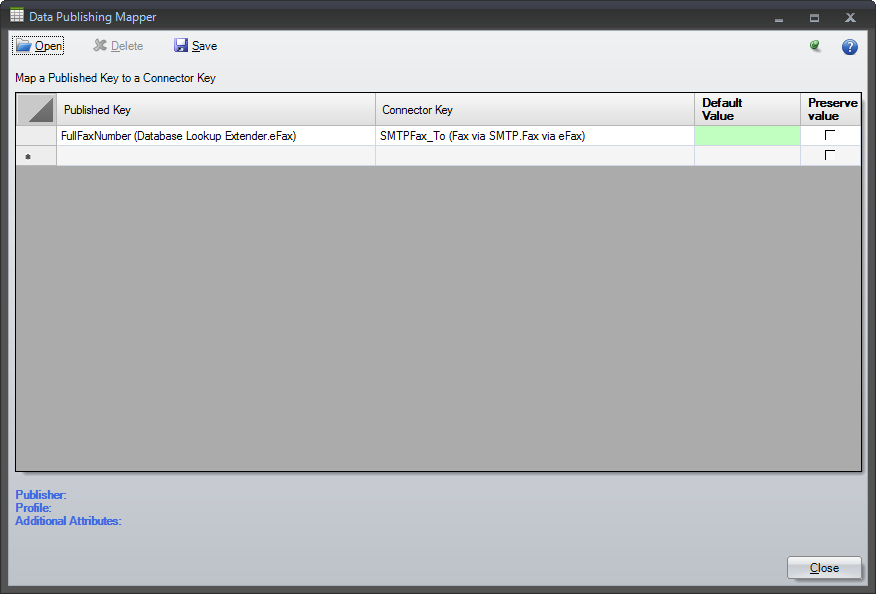 Data Publishing Mapper
Open Delete Save ?
Map a Published Key to a Connector Key
Published Key Connector Key Default Value Preserve value
FullFaxNumber (Database Lookup Extender.eFax) SMTPFax_To (Fax via SMTP.Fax via eFax)
*
Publisher:
Profile:
Additional Attributes:
Close